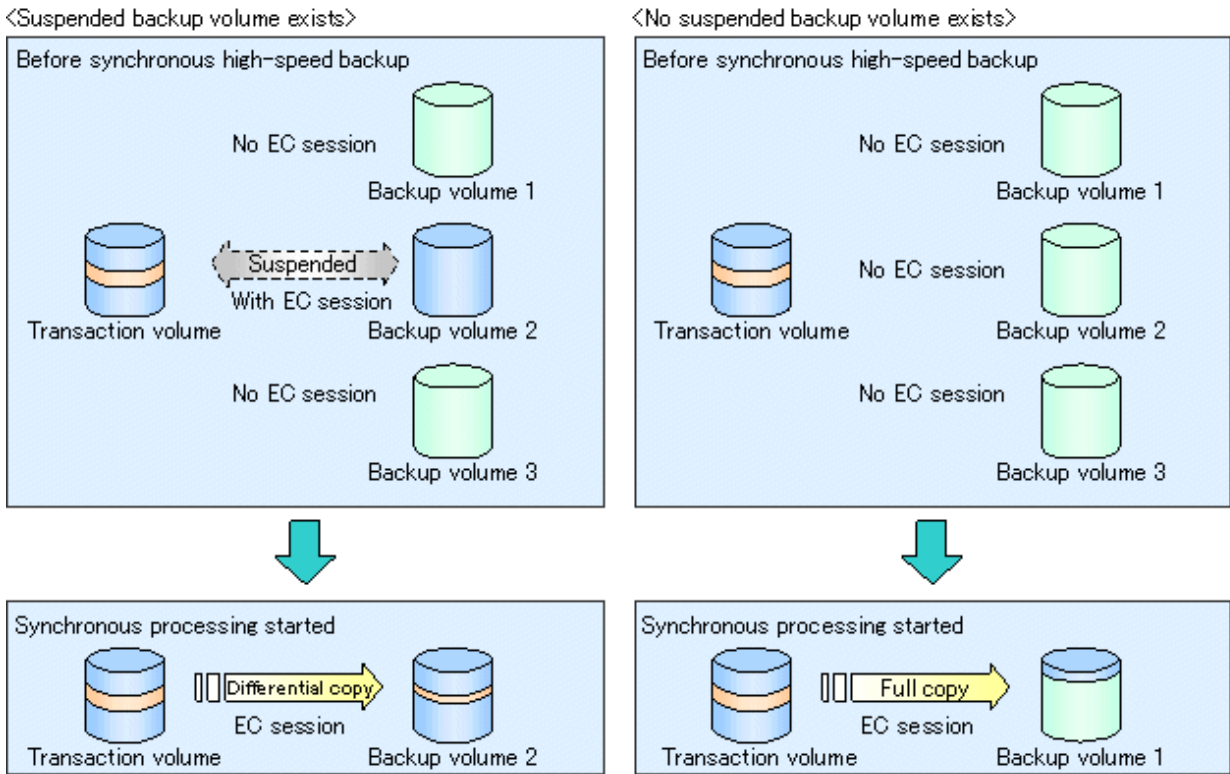 <Suspended backup volume exists>
Before synchronous high-speed backup
No EC session
Backup volume 1
Suspended
With EC session
Transaction volume
Backup volume 2
No EC session
Backup volume 3
Synchronous processing started
Differential copy
EC session
Transaction volume
Backup volume 2
<No suspended backup volume exists>
Before synchronous high-speed backup
No EC session
Backup volume 1
No EC session
Transaction volume
Backup volume 2
No EC session
Backup volume 3
Synchronous processing started
Full copy
EC session
Transaction volume
Backup volume 1